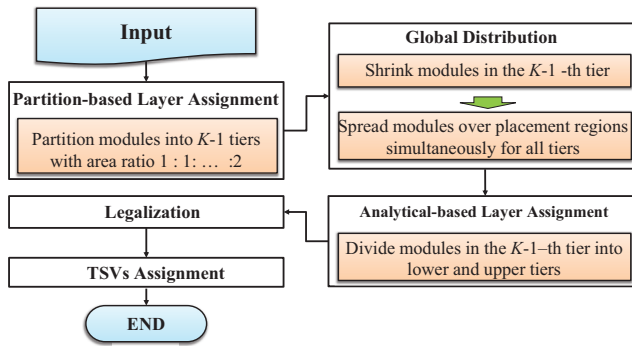 Input
Partition-based Layer Assignment
Partition modules into K-1 tiers
with area ratio 1 : 1: … :2
Global Distribution
Shrink modules in the K-1 -th tier
Spread modules over placement regions
simultaneously for all tiers
Analytical-based Layer Assignment
Divide modules in the K-1–th tier into
lower and upper tiers
Legalization
TSVs Assignment
END